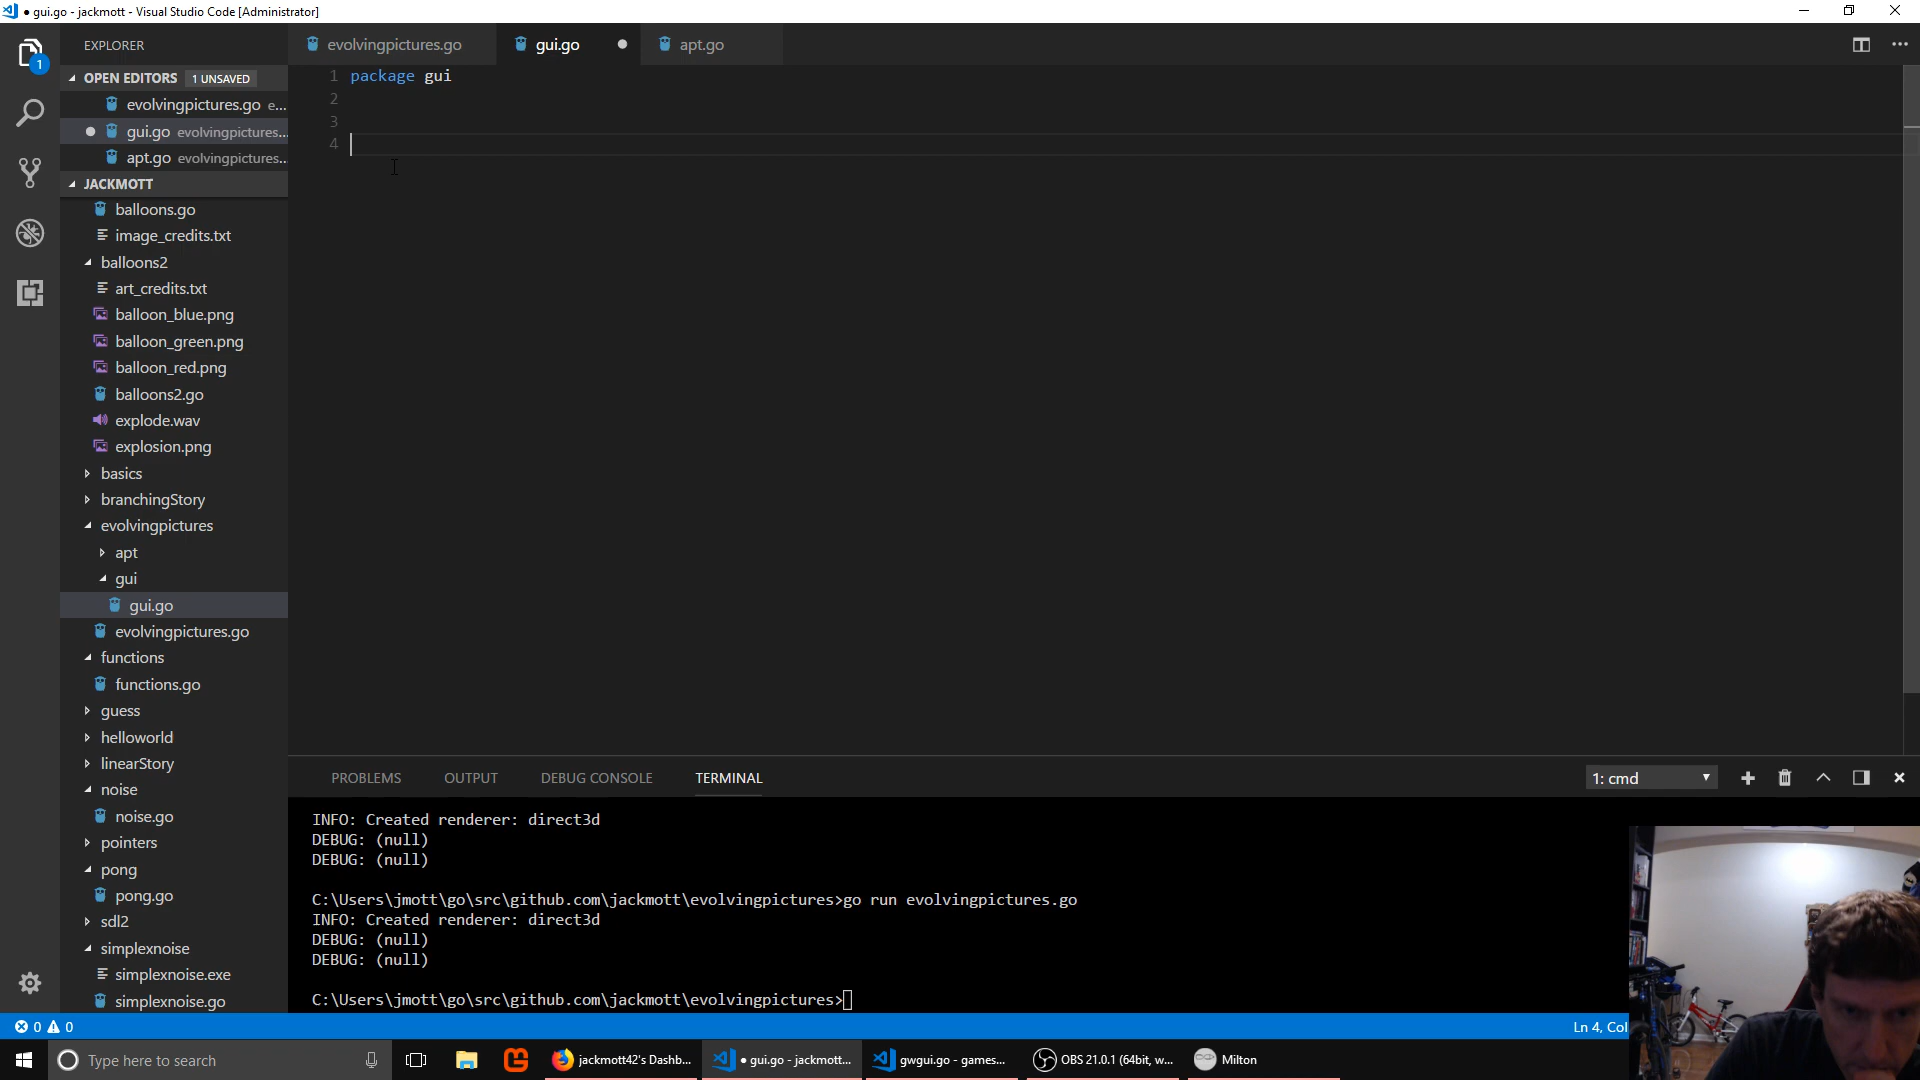 gui.go - jackmott - Visual Studio Code [Administrator]
EXPLORER
OPEN EDITORS 1 UNSAVED
evolvingpictures.go e...
gui.go evolvingpictures...
apt.go evolvingpictures...
JACKMOTT
balloons.go
image_credits.txt
balloons2
art_credits.txt
balloon_blue.png
balloon_green.png
balloon_red.png
balloons2.go
explode.wav
explosion.png
basics
branchingStory
evolvingpictures
apt
gui
gui.go
evolvingpictures.go
functions
functions.go
guess
helloworld
linearStory
noise
noise.go
pointers
pong
pong.go
sdl2
simplexnoise
simplexnoise.exe
simplexnoise.go
1
evolvingpictures.go gui.go apt.go
1 package gui
2
3
4
PROBLEMS OUTPUT DEBUG CONSOLE TERMINAL 1: cmd
INFO: Created renderer: direct3d
DEBUG: (null)
DEBUG: (null)
C:\Users\jmott\go\src\github.com\jackmott\evolvingpictures>go run evolvingpictures.go
INFO: Created renderer: direct3d
DEBUG: (null)
DEBUG: (null)
C:\Users\jmott\go\src\github.com\jackmott\evolvingpictures>
0 0 Ln 4, Col
Type here to search jackmott42's Dashb... gui.go - jackmott... gwgui.go - games... OBS 21.0.1 (64bit, w... Milton